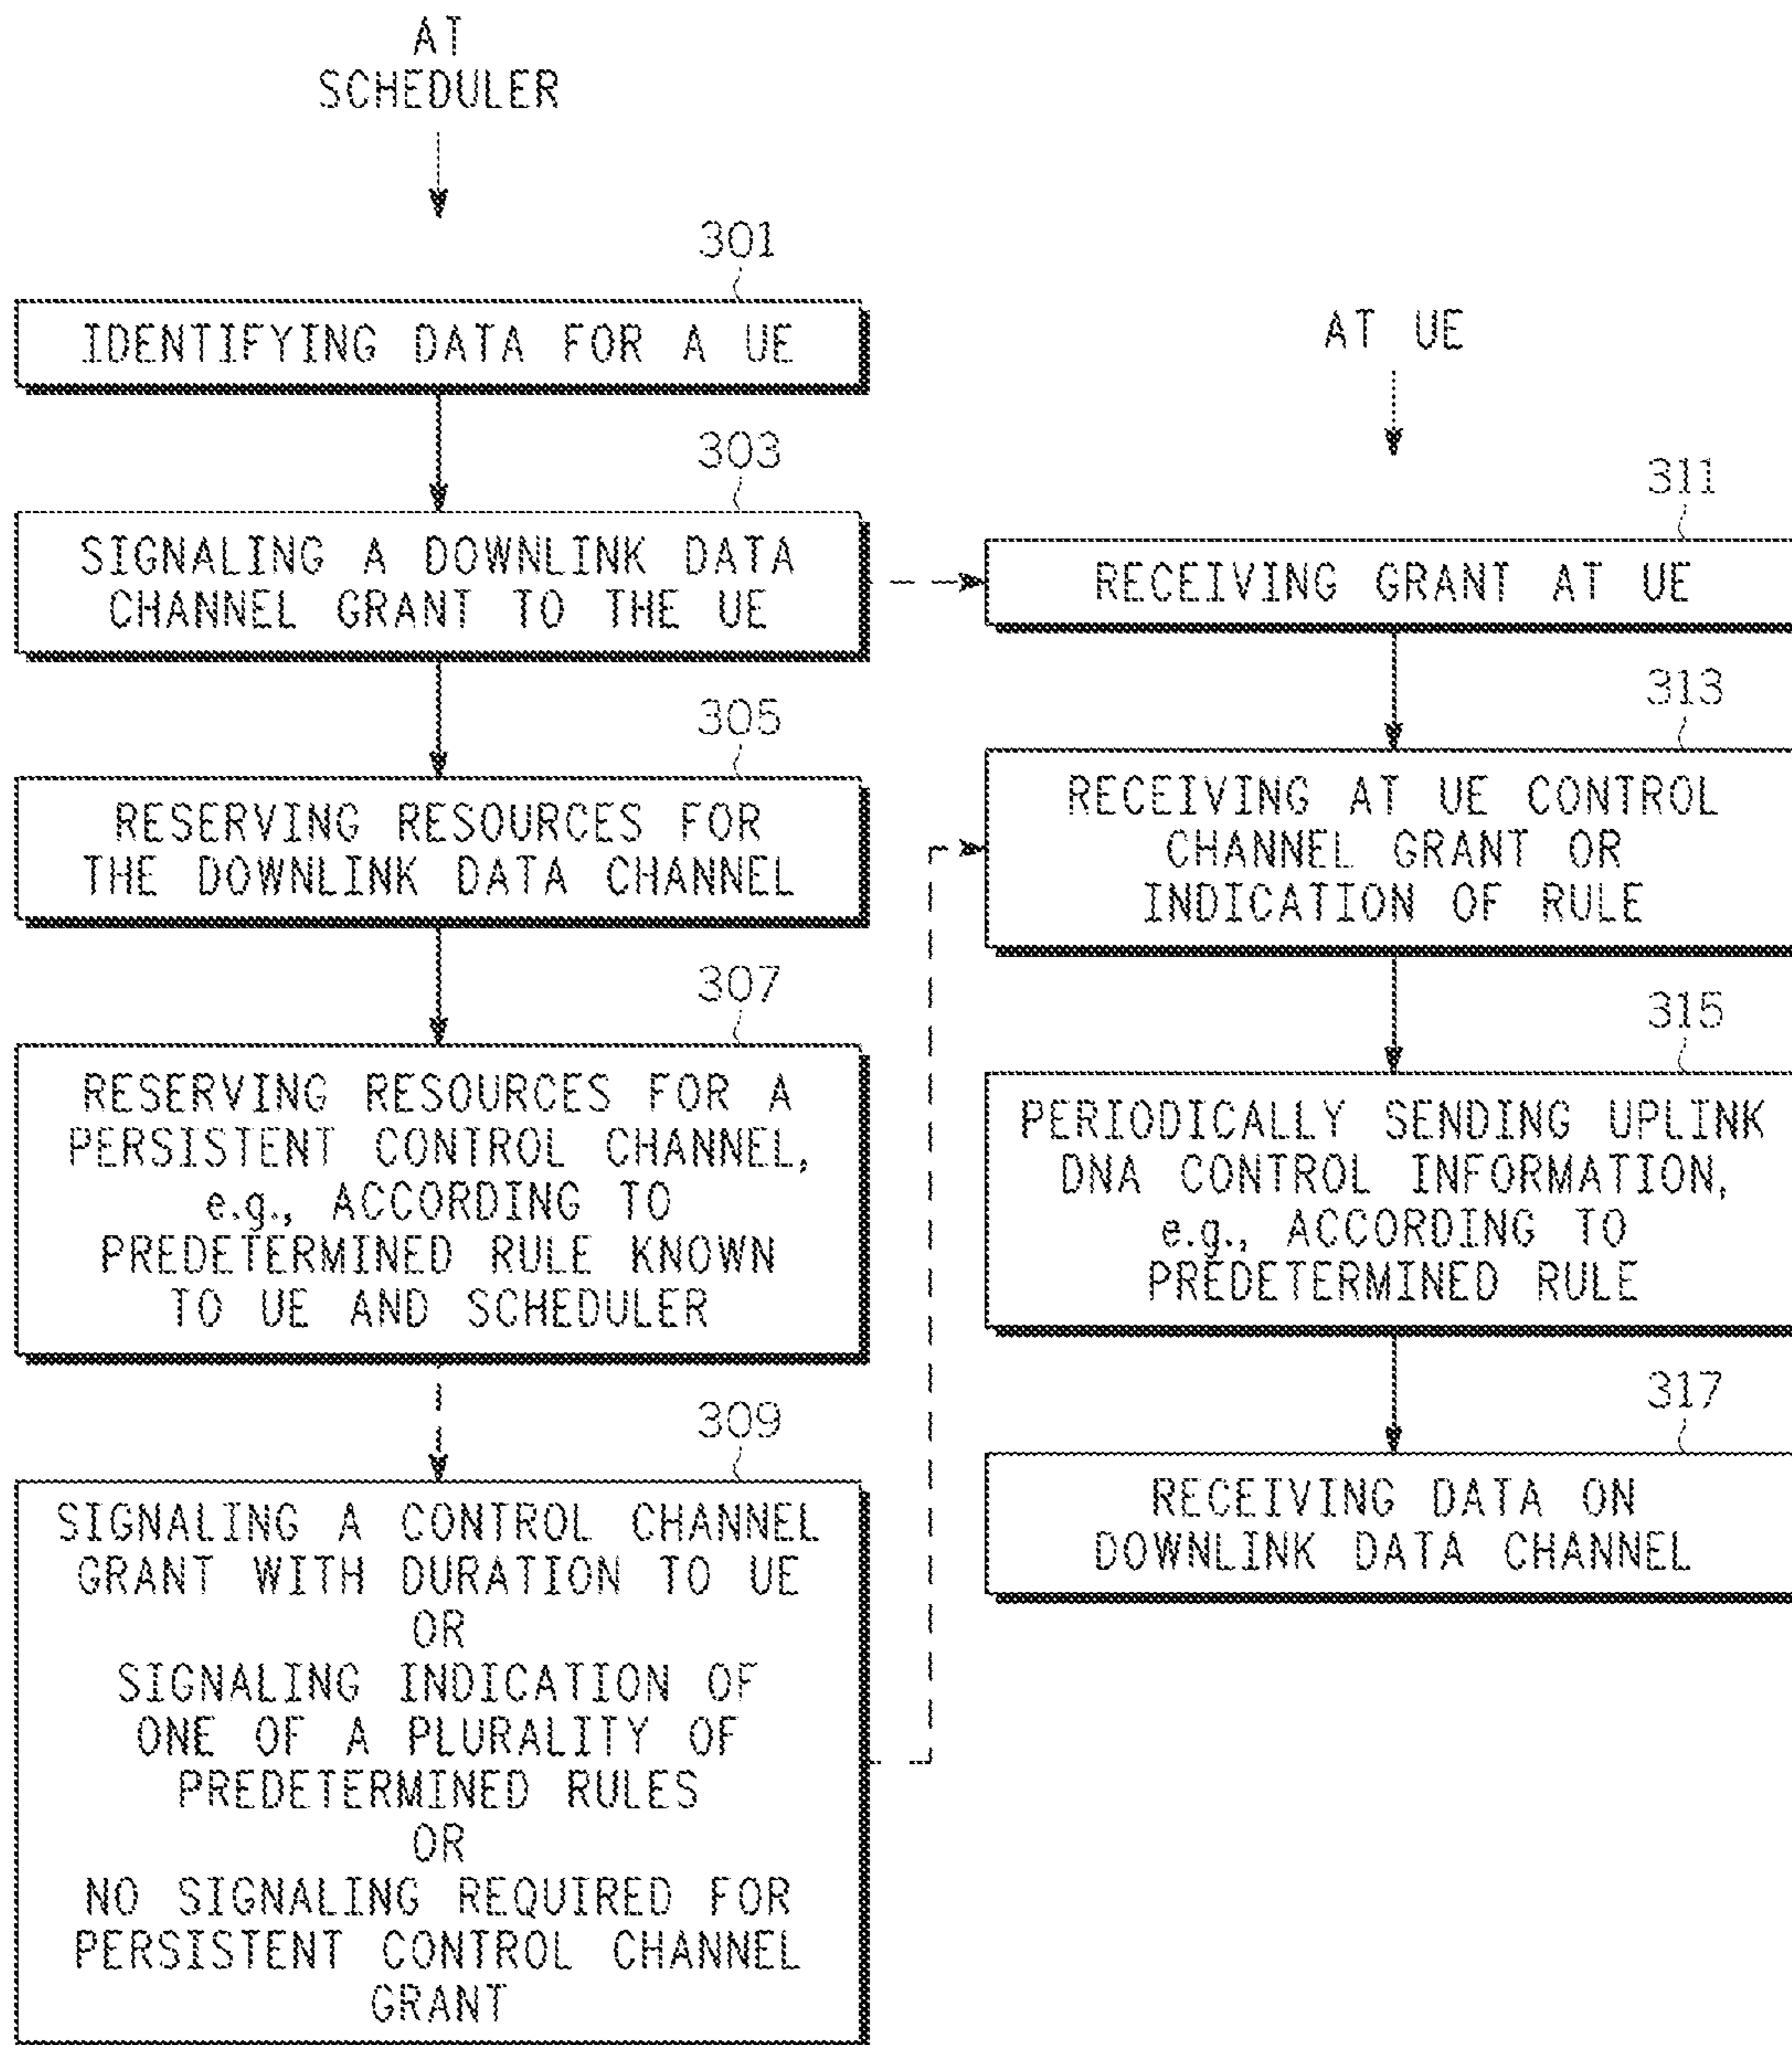 AT
SCHEDULER
301
IDENTIFYING DATA FOR A UE
303
SIGNALING A DOWNLINK DATA
CHANNEL GRANT TO THE UE
305
RESERVING RESOURCES FOR
THE DOWNLINK DATA CHANNEL
307
RESERVING RESOURCES FOR A
PERSISTENT CONTROL CHANNEL,
e.g., ACCORDING TO
PREDETERMINED RULE KNOWN
TO UE AND SCHEDULER
309
SIGNALING A CONTROL CHANNEL
GRANT WITH DURATION TO UE
OR
SIGNALING INDICATION OF
ONE OF A PLURALITY OF
PREDETERMINED RULES
OR
NO SIGNALING REQUIRED FOR
PERSISTENT CONTROL CHANNEL
GRANT
AT UE
311
RECEIVING GRANT AT UE
313
RECEIVING AT UE CONTROL
CHANNEL GRANT OR
INDICATION OF RULE
315
PERIODICALLY SENDING UPLINK
DNA CONTROL INFORMATION,
e.g., ACCORDING TO
PREDETERMINED RULE
317
RECEIVING DATA ON
DOWNLINK DATA CHANNEL